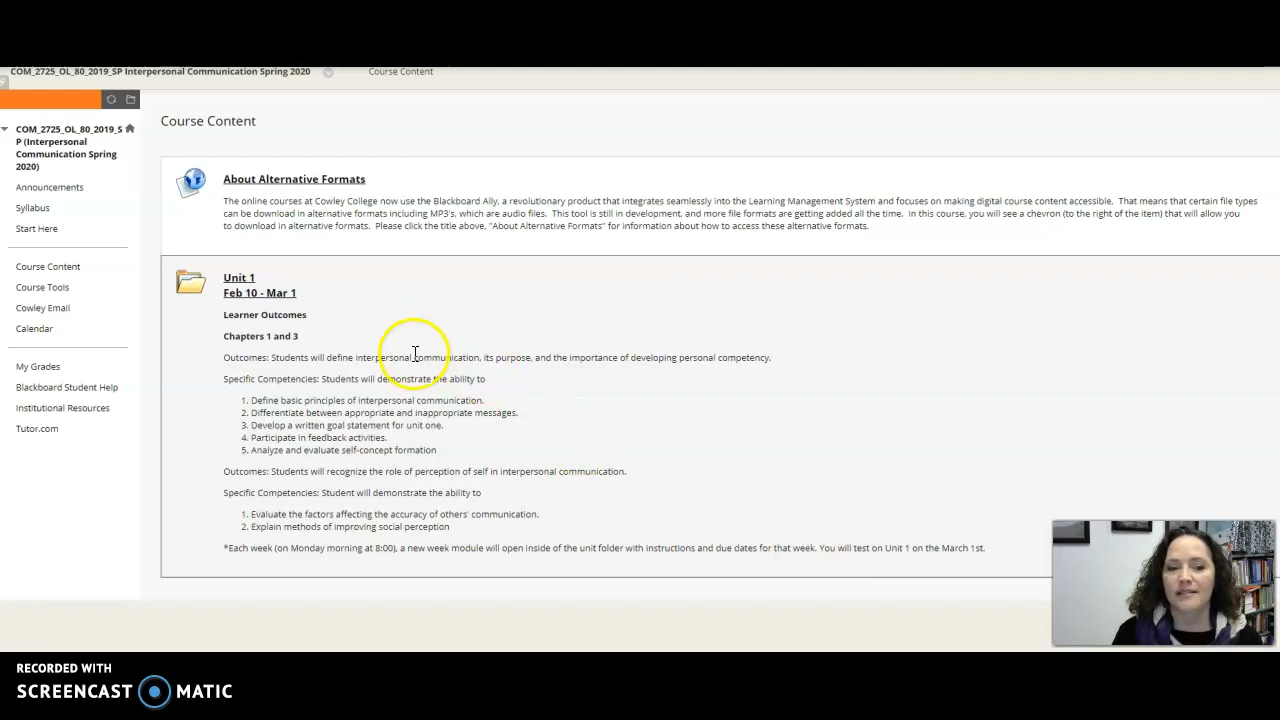 COM_2725_OL_80_2019_SP Interpersonal Communication Spring 2020
Course Content
COM_2725_OL_80_2019_S
P (Interpersonal
Communication Spring
2020)
Announcements
Syllabus
Start Here
Course Content
Course Tools
Cowley Email
Calendar
My Grades
Blackboard Student Help
Institutional Resources
Tutor.com
Course Content
About Alternative Formats
The online courses at Cowley College now use the Blackboard Ally, a revolutionary product that integrates seamlessly into the Learning Management System and focuses on making digital course content accessible. That means that certain file types
can be download in alternative formats including MP3's, which are audio files. This tool is still in development, and more file formats are getting added all the time. In this course, you will see a chevron (to the right of the item) that will allow you
to download in alternative formats. Please click the title above, "About Alternative Formats" for information about how to access these alternative formats.
Unit 1
Feb 10 - Mar 1
Learner Outcomes
Chapters 1 and 3
Outcomes: Students will define interpersonal communication, its purpose, and the importance of developing personal competency.
Specific Competencies: Students will demonstrate the ability to
1. Define basic principles of interpersonal communication.
2. Differentiate between appropriate and inappropriate messages.
3. Develop a written goal statement for unit one.
4. Participate in feedback activities.
5. Analyze and evaluate self-concept formation
Outcomes: Students will recognize the role of perception of self in interpersonal communication.
Specific Competencies: Student will demonstrate the ability to
1. Evaluate the factors affecting the accuracy of others' communication.
2. Explain methods of improving social perception
*Each week (on Monday morning at 8:00), a new week module will open inside of the unit folder with instructions and due dates for that week. You will test on Unit 1 on the March 1st.
RECORDED WITH
SCREENCAST MATIC